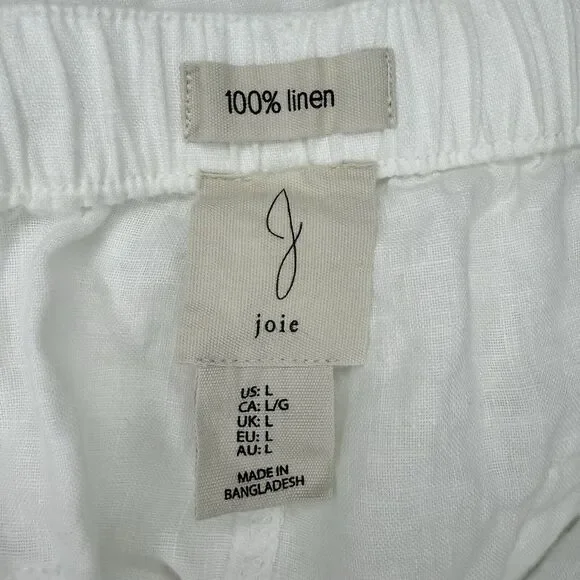 100% linen
J
joie
US: L
CA: L/G
UK: L
EU: L
AU: L
MADE IN
BANGLADESH